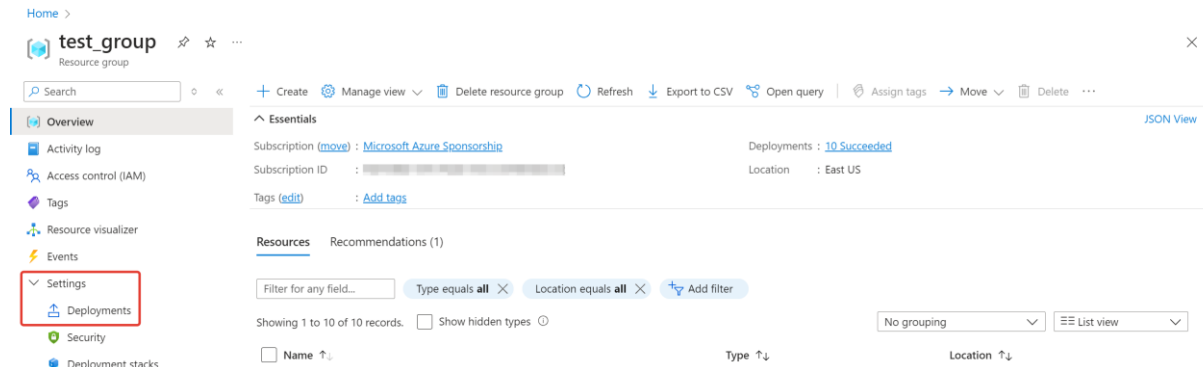 Home >
test_group
Resource group
Search
Overview
Activity log
Access control (IAM)
Tags
Resource visualizer
Events
Settings
Deployments
Security
Deployment stacks
Create Manage view Delete resource group Refresh Export to CSV Open query Assign tags Move Delete
Essentials JSON View
Subscription (move) : Microsoft Azure Sponsorship Deployments : 10 Succeeded
Subscription ID : Location : East US
Tags (edit) : Add tags
Resources Recommendations (1)
Filter for any field... Type equals all Location equals all Add filter
Showing 1 to 10 of 10 records. Show hidden types No grouping List view
Name Type Location